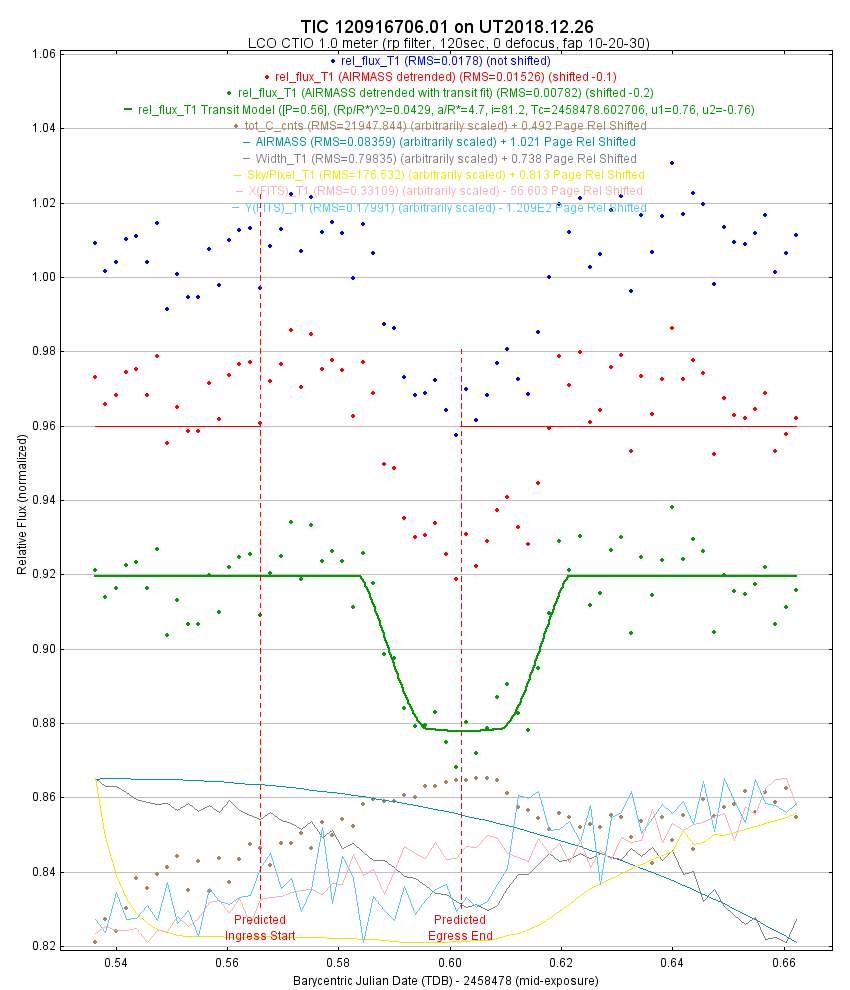 TIC 120916706.01 on UT2018.12.26
LCO CTIO 1.0 meter (rp filter, 120sec, 0 defocus, fap 10-20-30)
rel_flux_T1 (RMS=0.0178) (not shifted)
rel_flux_T1 (AIRMASS detrended) (RMS=0.01526) (shifted -0.1)
rel_flux_T1 (AIRMASS detrended with transit fit) (RMS=0.00782) (shifted -0.2)
rel_flux_T1 Transit Model ([P=0.56], (Rp/R*)^2=0.0429, a/R*=4.7, i=81.2, Tc=2458478.602706, u1=0.76, u2=-0.76)
tot_C_cnts (RMS=21947.844) (arbitrarily scaled) + 0.492 Page Rel Shifted
AIRMASS (RMS=0.08359) (arbitrarily scaled) + 1.021 Page Rel Shifted
Width_T1 (RMS=0.79835) (arbitrarily scaled) + 0.738 Page Rel Shifted
Sky/Pixel_T1 (RMS=176.532) (arbitrarily scaled) + 0.813 Page Rel Shifted
X(FITS)_T1 (RMS=0.33109) (arbitrarily scaled) - 56.603 Page Rel Shifted
Y(FITS)_T1 (RMS=0.17991) (arbitrarily scaled) - 1.209E2 Page Rel Shifted
1.06
1.04
1.02
1.00
0.98
0.96
0.94
0.92
0.90
0.88
0.86
0.84
0.82
Relative Flux (normalized)
Predicted
Ingress Start
Predicted
Egress End
0.54
0.56
0.58
0.60
0.62
0.64
0.66
Barycentric Julian Date (TDB) - 2458478 (mid-exposure)